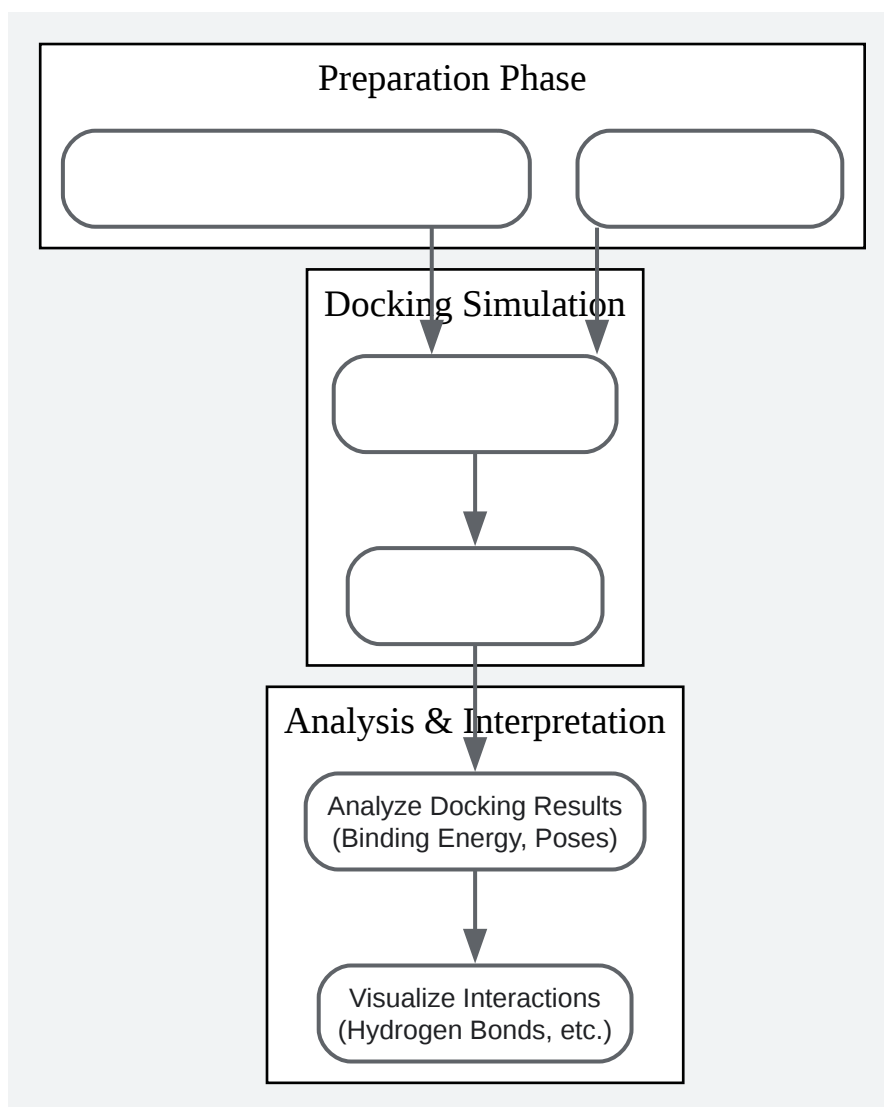 Preparation Phase
Docking Simulation
Analysis & Interpretation
Analyze Docking Results
(Binding Energy, Poses)
Visualize Interactions
(Hydrogen Bonds, etc.)